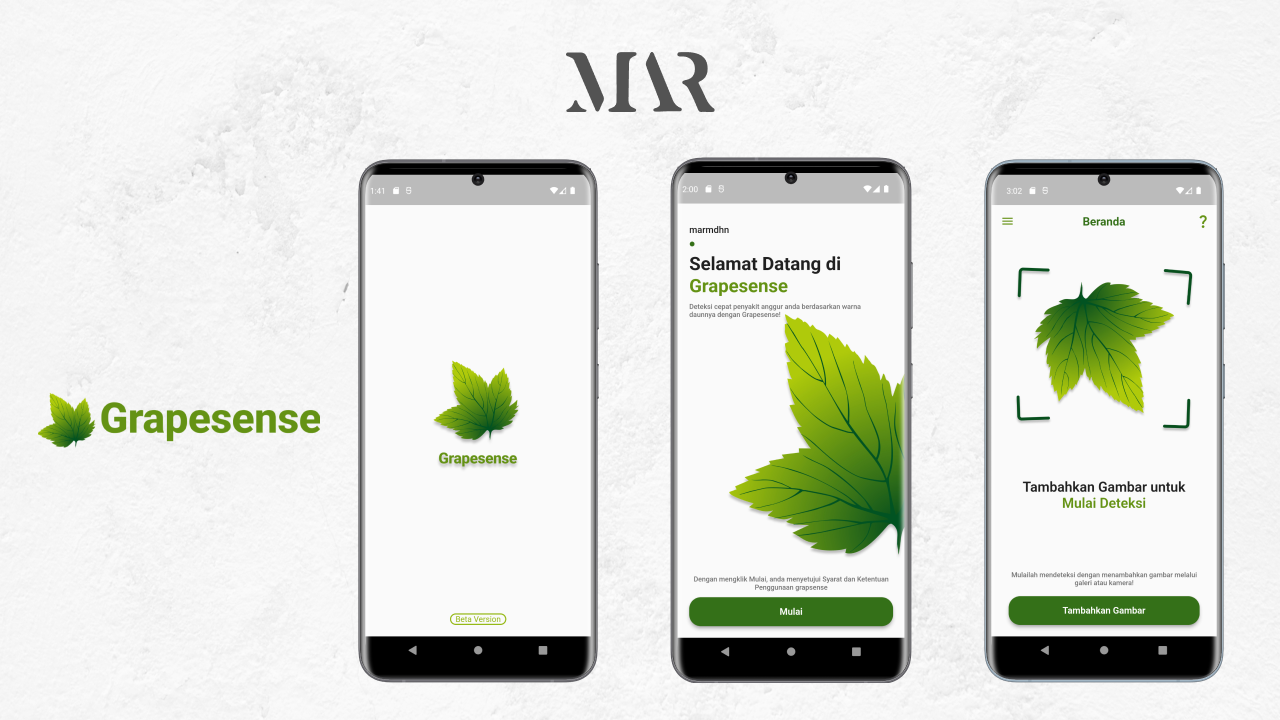 MAR
Grapesense
1:41
Grapesense
Beta Version
2:00
marmdhn
Selamat Datang di
Grapesense
Deteksi cepat penyakit anggur anda berdasarkan warna
daunnya dengan Grapesense!
Dengan mengklik Mulai, anda menyetujui Syarat dan Ketentuan
Penggunaan grapsense
Mulai
3:02
Beranda
?
Tambahkan Gambar untuk
Mulai Deteksi
Mulailah mendeteksi dengan menambahkan gambar melalui
galeri atau kamera!
Tambahkan Gambar